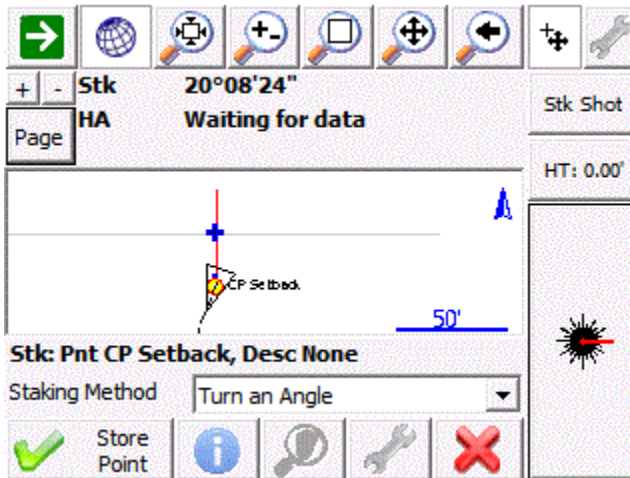 + - Stk 20°08'24"
Stk Shot
Page HA Waiting for data
HT: 0.00'
CP Setback
50'
Stk: Pnt CP Setback, Desc None
Staking Method Turn an Angle
Store
Point